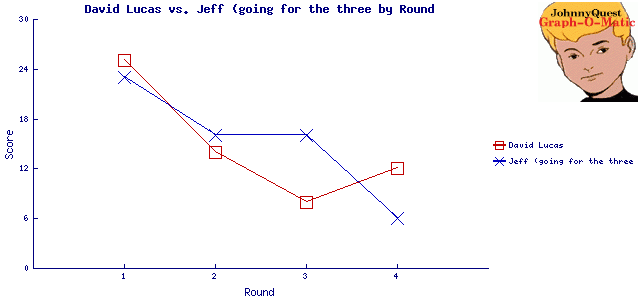 David Lucas vs. Jeff (going for the three by Round
JohnnyQuest
Graph-O-Matic
30
24
18
12
6
0
Score
1 2 3 4
Round
David Lucas
Jeff (going for the three